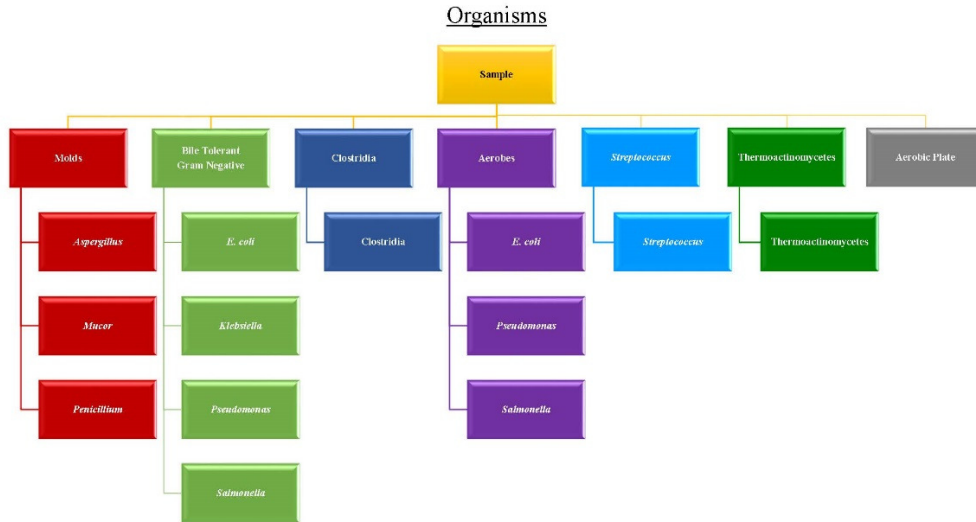 Organisms
Sample
Molds
Bile Tolerant
Gram Negative
Clostridia
Aerobes
Streptococcus
Thermoactinomycetes
Aerobic Plate
Aspergillus
E. coli
Clostridia
E. coli
Streptococcus
Thermoactinomycetes
Mucor
Klebsiella
Pseudomonas
Penicillium
Pseudomonas
Salmonella
Salmonella